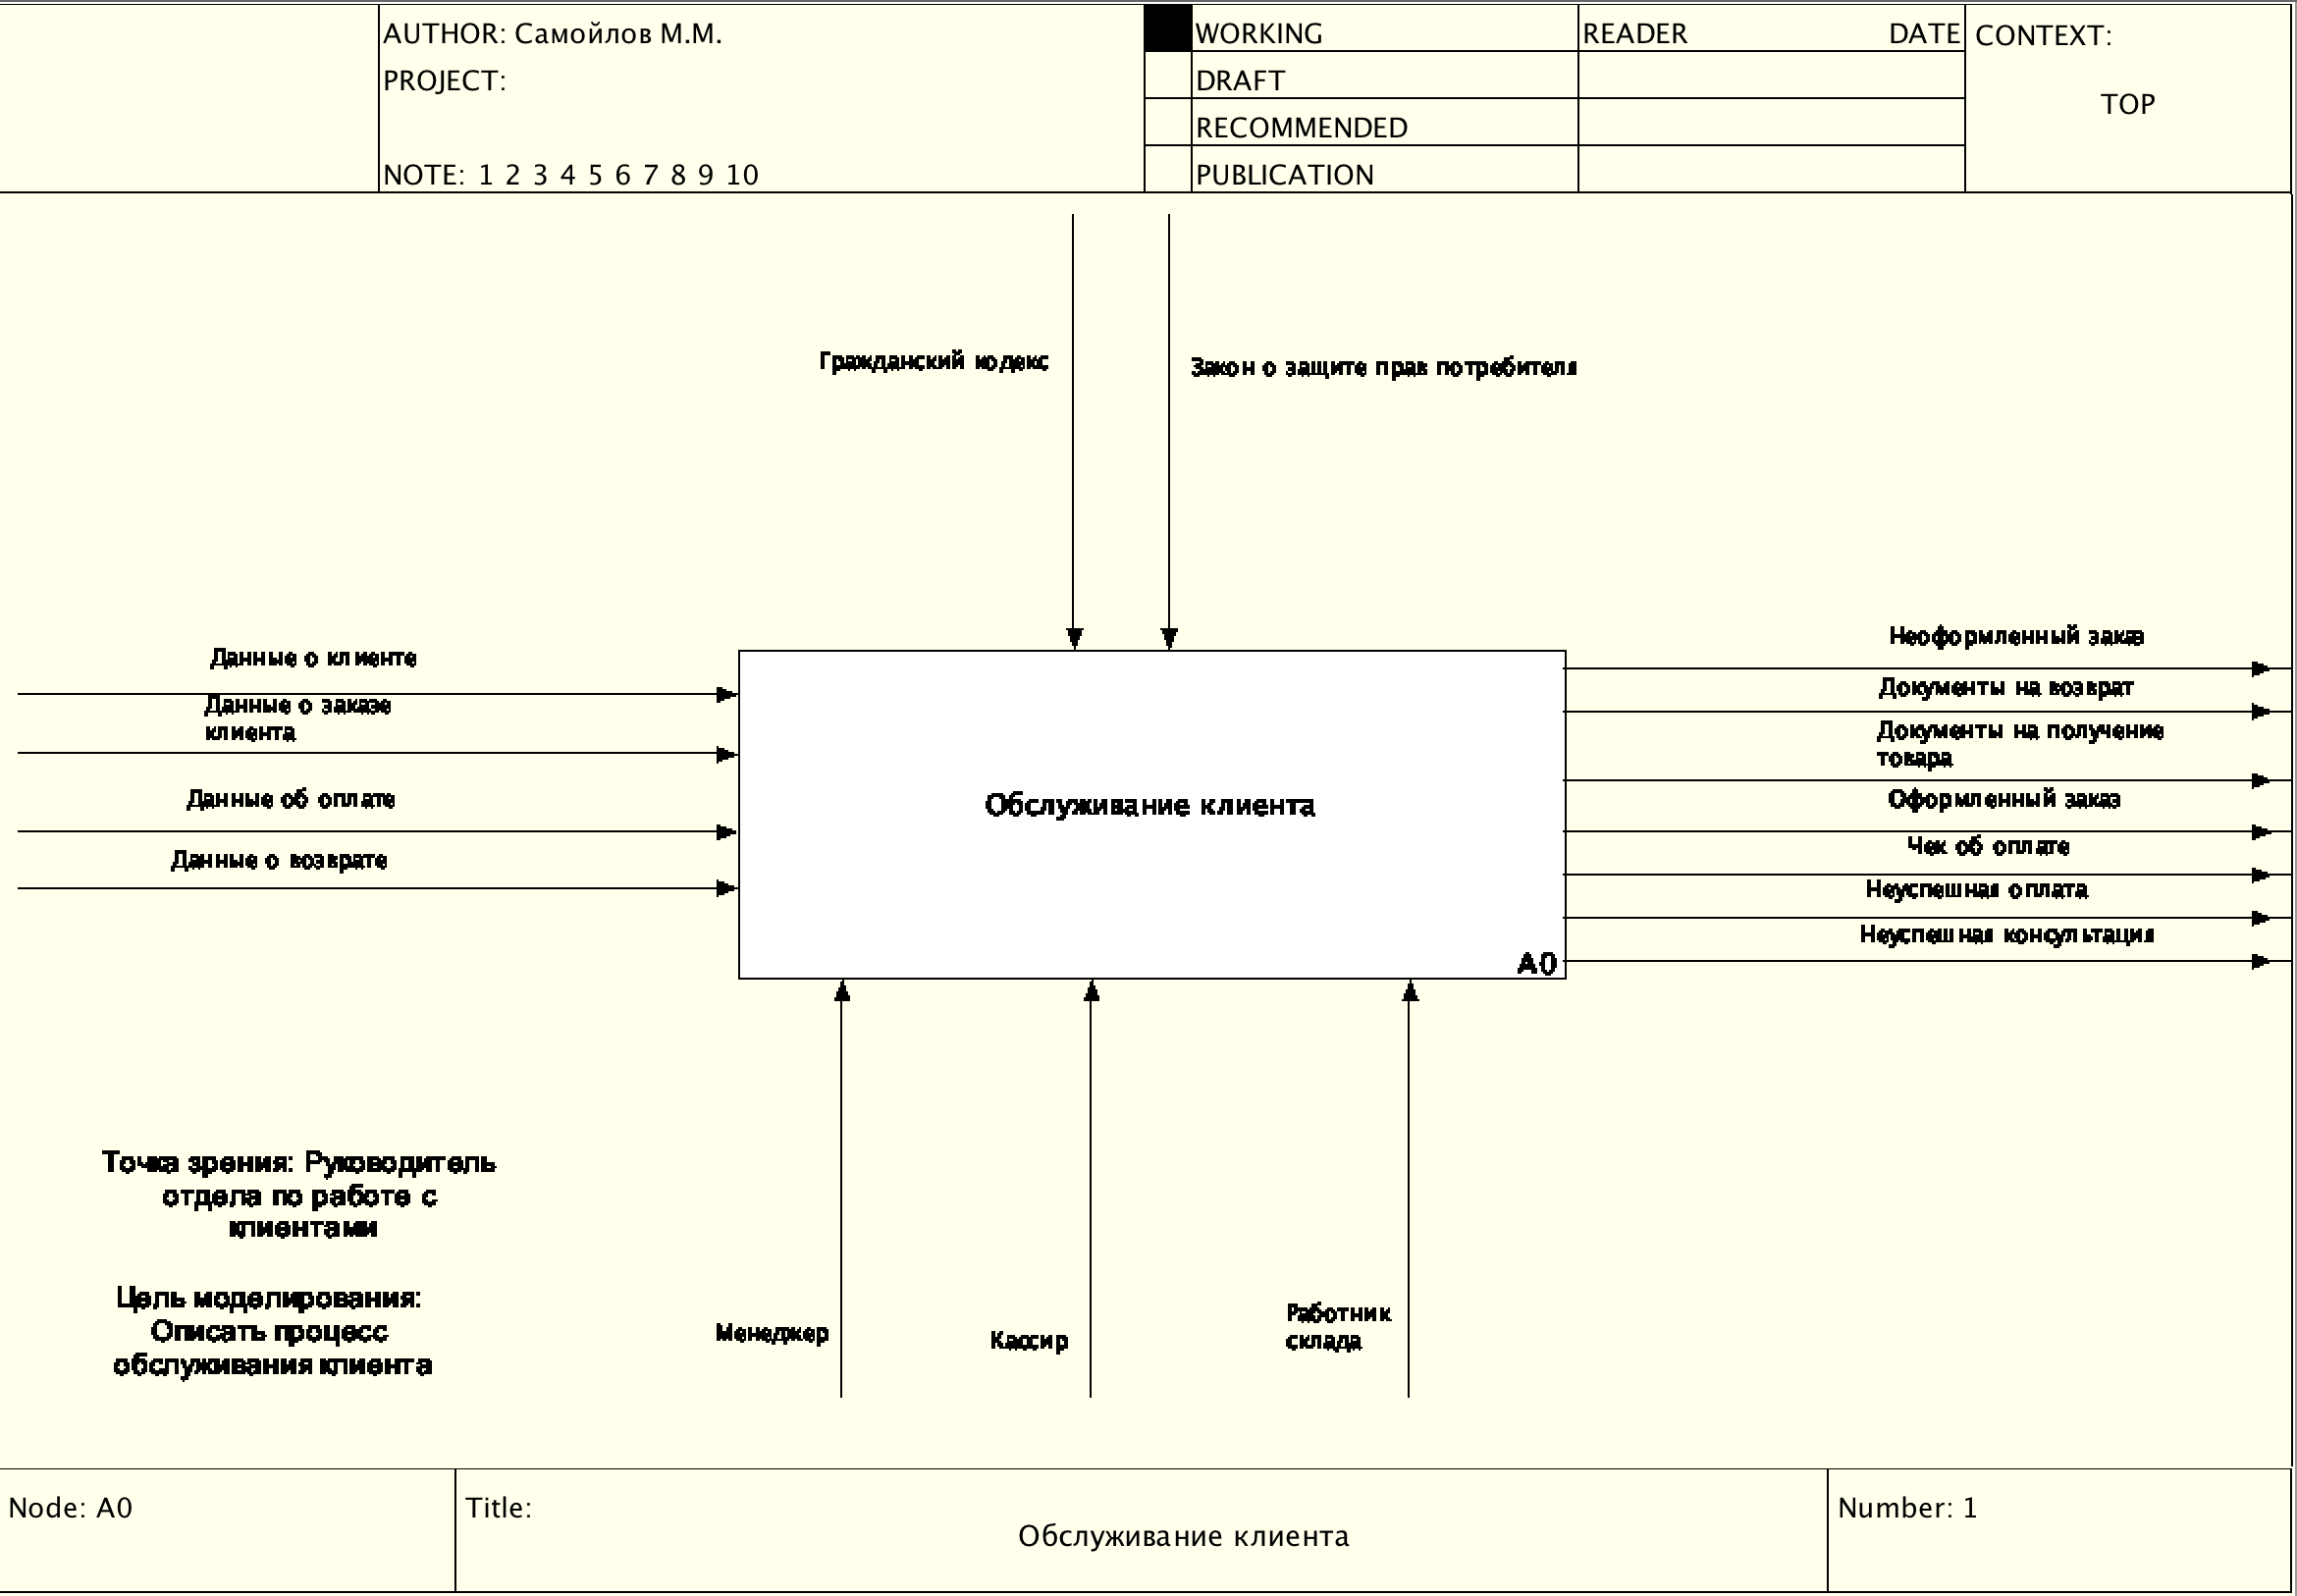 AUTHOR: Самойлов М.М.
PROJECT:
NOTE: 1 2 3 4 5 6 7 8 9 10
WORKING
DRAFT
RECOMMENDED
PUBLICATION
READER DATE
CONTEXT:
TOP
Гражданский кодекс
Закон о защите прав потребителя
Данные о клиенте
Данные о заказе
клиента
Данные об оплате
Данные о возврате
Обслуживание клиента
A0
Неоформленный заказ
Документы на возврат
Документы на получение
товара
Оформленный заказ
Чек об оплате
Неуспешная оплата
Неуспешная консультация
Точка зрения: Руководитель
отдела по работе с
клиентами
Цель моделирования:
Описать процесс
обслуживания клиента
Менеджер
Кассир
Работник
склада
Node: A0
Title:
Обслуживание клиента
Number: 1